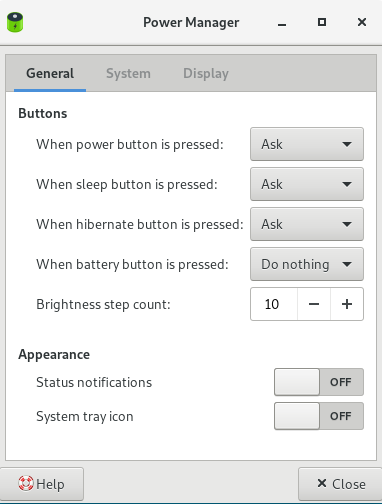 Power Manager
General System Display
Buttons
When power button is pressed: Ask
When sleep button is pressed: Ask
When hibernate button is pressed: Ask
When battery button is pressed: Do nothing
Brightness step count: 10 − +
Appearance
Status notifications OFF
System tray icon OFF
Help Close